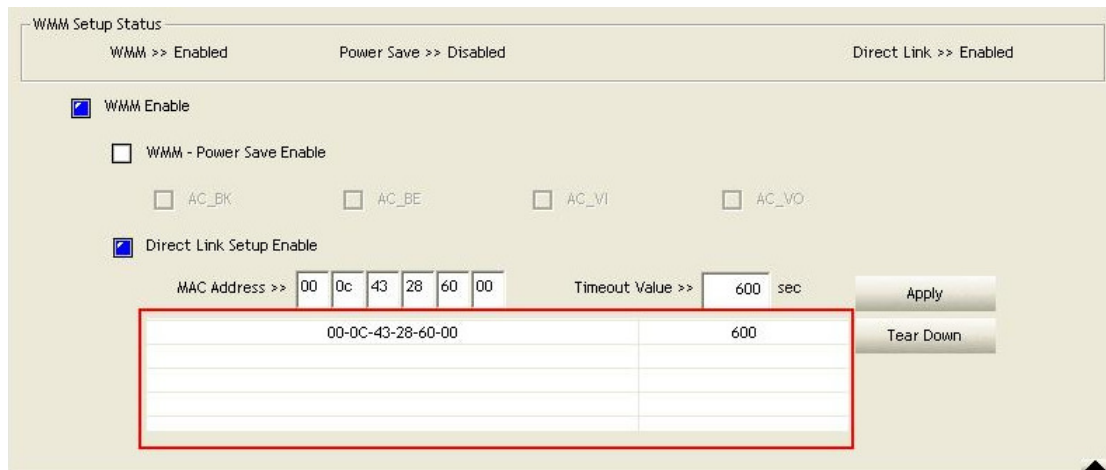 WMM Setup Status
WMM >> Enabled Power Save >> Disabled Direct Link >> Enabled
WMM Enable
WMM - Power Save Enable
AC_BK AC_BE AC_VI AC_VO
Direct Link Setup Enable
MAC Address >> 00 0c 43 28 60 00 Timeout Value >> 600 sec Apply
00-0C-43-28-60-00 600 Tear Down